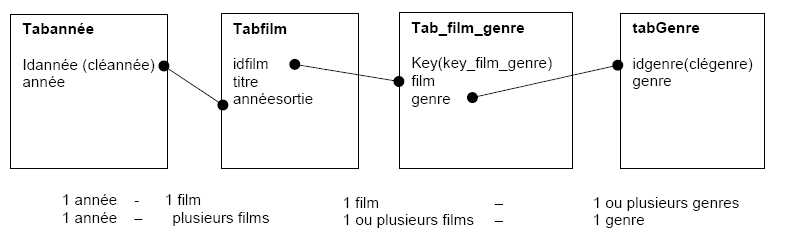 Tabannée
Idannée (cléannée)
année
Tabfilm
idfilm
titre
annéesortie
Tab_film_genre
Key(key_film_genre)
film
genre
tabGenre
idgenre(clégenre)
genre
1 année - 1 film
1 année – plusieurs films
1 film – 1 ou plusieurs genres
1 ou plusieurs films – 1 genre